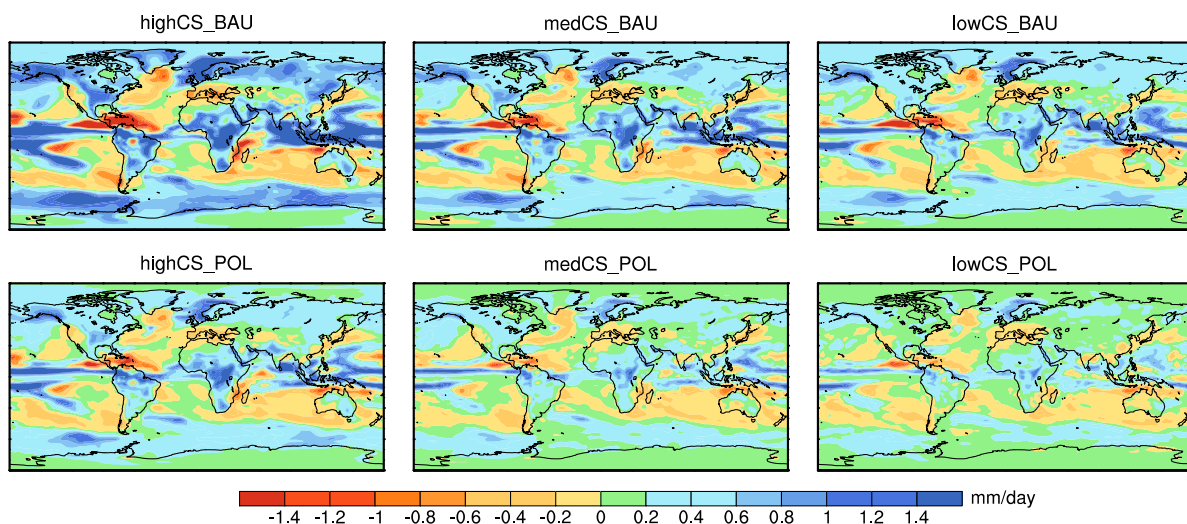 highCS_BAU medCS_BAU lowCS_BAU
highCS_POL medCS_POL lowCS_POL
mm/day
-1.4 -1.2 -1 -0.8 -0.6 -0.4 -0.2 0 0.2 0.4 0.6 0.8 1 1.2 1.4